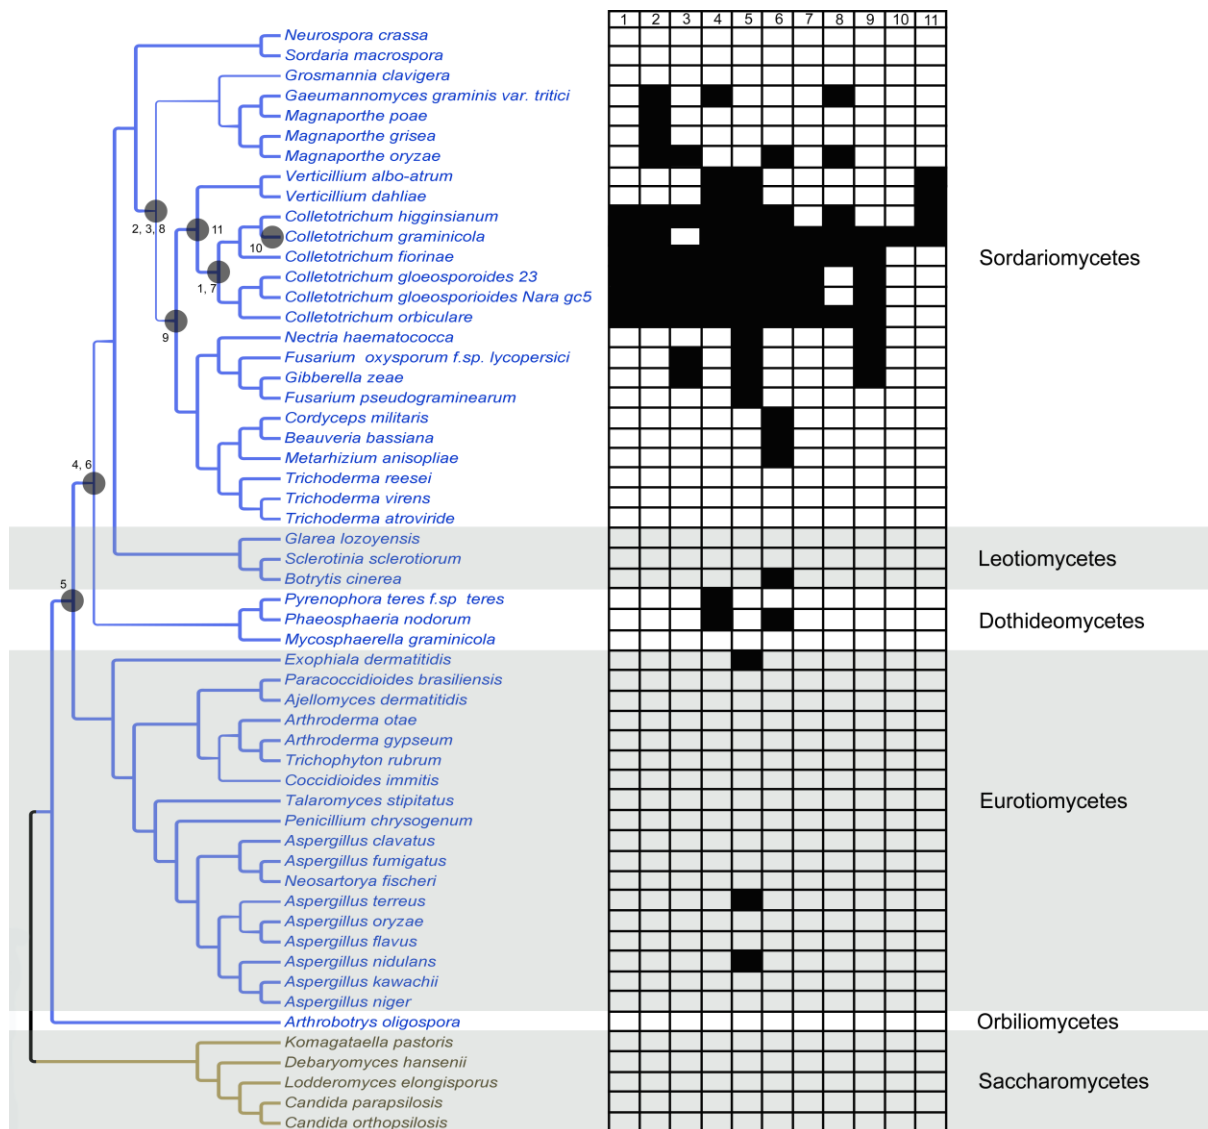 1 2 3 4 5 6 7 8 9 10 11
Neurospora crassa
Sordaria macrospora
Grosmannia clavigera
Gaeumannomyces graminis var. tritici
Magnaporthe poae
Magnaporthe grisea
Magnaporthe oryzae
Verticillium albo-atrum
Verticillium dahliae
Colletotrichum higginsianum
2, 3, 8
11
Colletotrichum graminicola
10
Colletotrichum fiorinae
Sordariomycetes
Colletotrichum gloeosporoides 23
1, 7
Colletotrichum gloeosporioides Nara gc5
Colletotrichum orbiculare
9
Nectria haematococca
Fusarium oxysporum f.sp. lycopersici
Gibberella zeae
Fusarium pseudograminearum
Cordyceps militaris
Beauveria bassiana
Metarhizium anisopliae
4, 6
Trichoderma reesei
Trichoderma virens
Trichoderma atroviride
Glarea lozoyensis
Sclerotinia sclerotiorum
Leotiomycetes
Botrytis cinerea
5
Pyrenophora teres f.sp teres
Phaeosphaeria nodorum
Dothideomycetes
Mycosphaerella graminicola
Exophiala dermatitidis
Paracoccidioides brasiliensis
Ajellomyces dermatitidis
Arthroderma otae
Arthroderma gypseum
Trichophyton rubrum
Coccidioides immitis
Talaromyces stipitatus
Eurotiomycetes
Penicillium chrysogenum
Aspergillus clavatus
Aspergillus fumigatus
Neosartorya fischeri
Aspergillus terreus
Aspergillus oryzae
Aspergillus flavus
Aspergillus nidulans
Aspergillus kawachii
Aspergillus niger
Arthrobotrys oligospora
Orbiliomycetes
Komagataella pastoris
Debaryomyces hansenii
Lodderomyces elongisporus
Saccharomycetes
Candida parapsilosis
Candida orthopsilosis